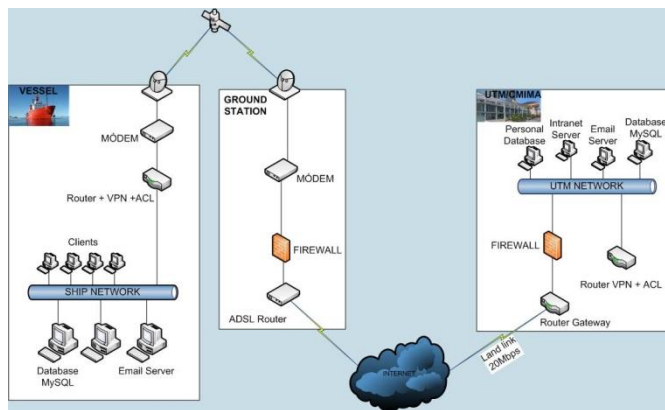 VESSEL
MÓDEM
Router + VPN +ACL
Clients
SHIP NETWORK
Database
MySQL
Email Server
GROUND
STATION
MÓDEM
FIREWALL
ADSL Router
INTERNET
Land link
20Mbps
UTM/CMIMA
Personal
Database
Intranet
Server
Email
Server
Database
MySQL
UTM NETWORK
FIREWALL
Router VPN + ACL
Router Gateway